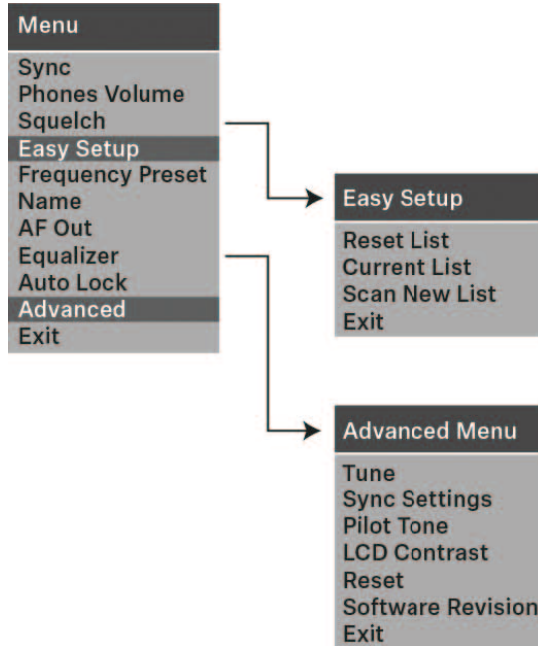 Menu
Sync
Phones Volume
Squelch
Easy Setup
Frequency Preset
Name
AF Out
Equalizer
Auto Lock
Advanced
Exit
Easy Setup
Reset List
Current List
Scan New List
Exit
Advanced Menu
Tune
Sync Settings
Pilot Tone
LCD Contrast
Reset
Software Revision
Exit